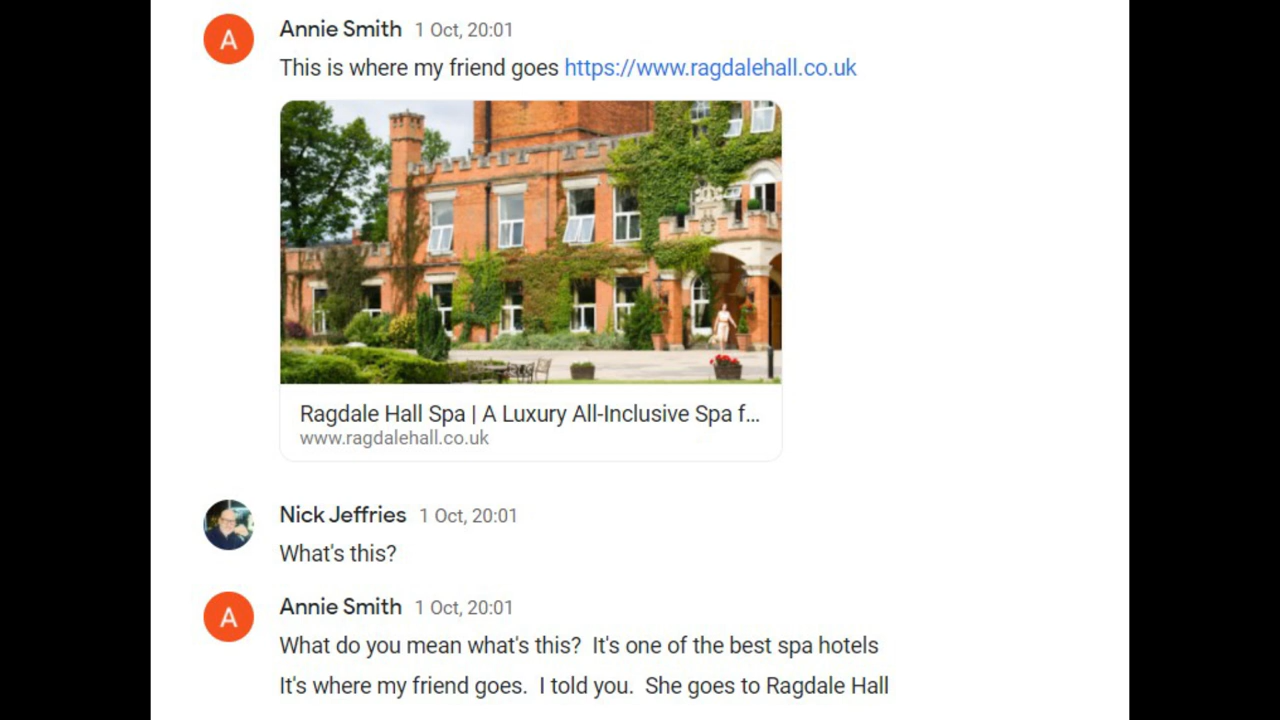 Annie Smith 1 Oct, 20:01
This is where my friend goes https://www.ragdalehall.co.uk
Ragdale Hall Spa | A Luxury All-Inclusive Spa f...
www.ragdalehall.co.uk
Nick Jeffries 1 Oct, 20:01
What's this?
A
Annie Smith 1 Oct, 20:01
What do you mean what's this?  It's one of the best spa hotels
It's where my friend goes.  I told you.  She goes to Ragdale Hall